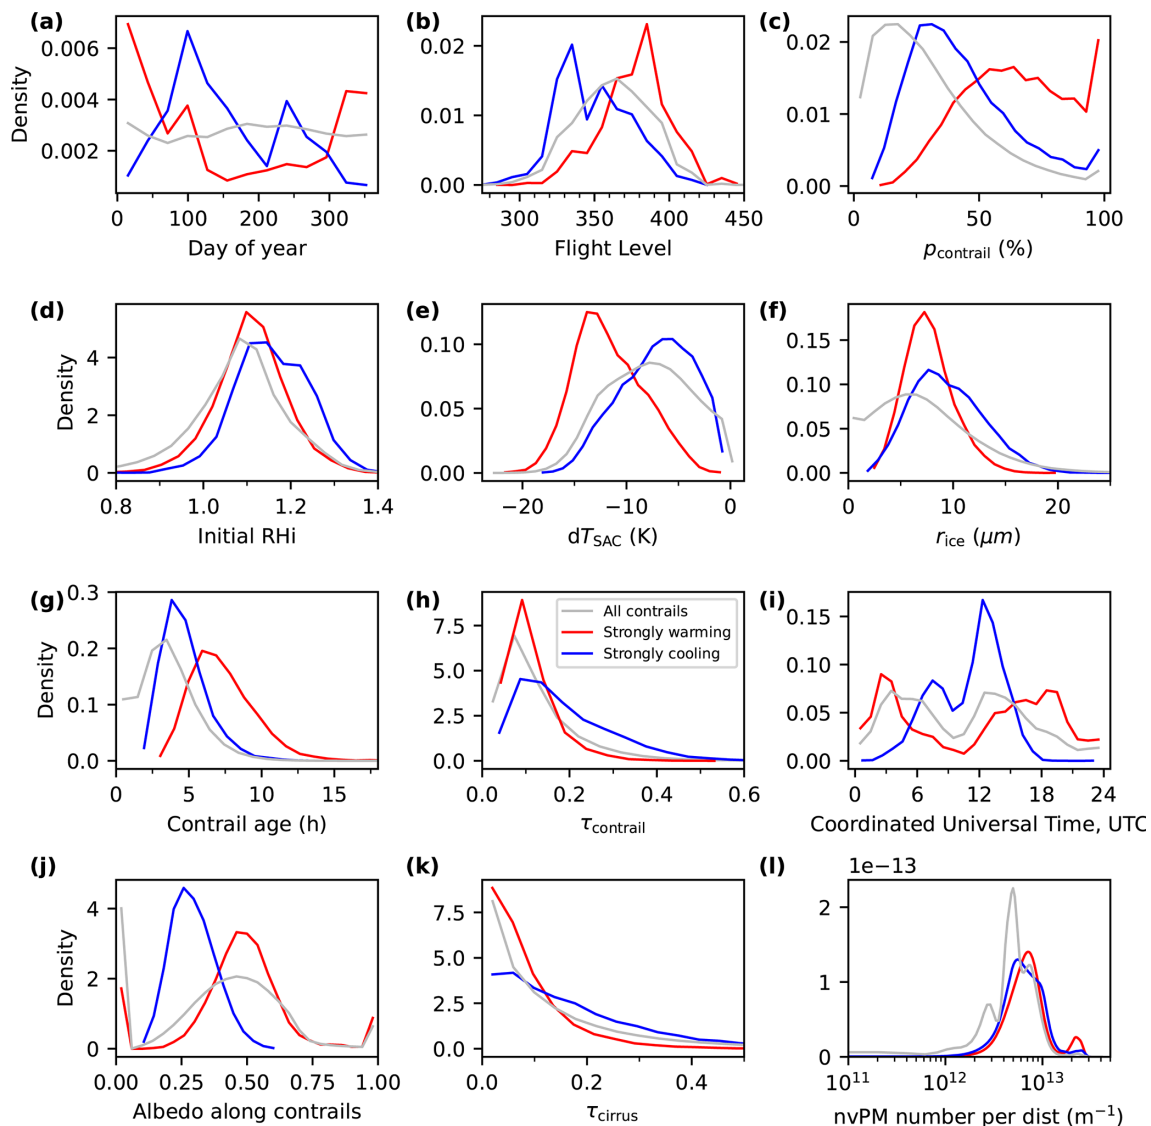 (a) (b) (c)
0.006
0.004
0.002
Density
0 100 200 300
Day of year
0.02
0.01
0.00
300 350 400 450
Flight Level
0.02
0.01
0.00
0 50 100
p_contrail (%)
(d) (e) (f)
4
2
0
Density
0.8 1.0 1.2 1.4
Initial RHi
0.10
0.05
0.00
−20 −10 0
dT_SAC (K)
0.15
0.10
0.05
0.00
0 10 20
r_ice (μm)
(g) (h) (i)
0.3
0.2
0.1
0.0
Density
0 5 10 15
Contrail age (h)
7.5
5.0
2.5
0.0
All contrails
Strongly warming
Strongly cooling
0.0 0.2 0.4 0.6
τ_contrail
0.15
0.10
0.05
0.00
0 6 12 18 24
Coordinated Universal Time, UTC
(j) (k) (l)
4
2
0
Density
0.00 0.25 0.50 0.75 1.00
Albedo along contrails
7.5
5.0
2.5
0.0
0.0 0.2 0.4
τ_cirrus
1e−13
2
1
0
10^11 10^12 10^13
nvPM number per dist (m^−1)